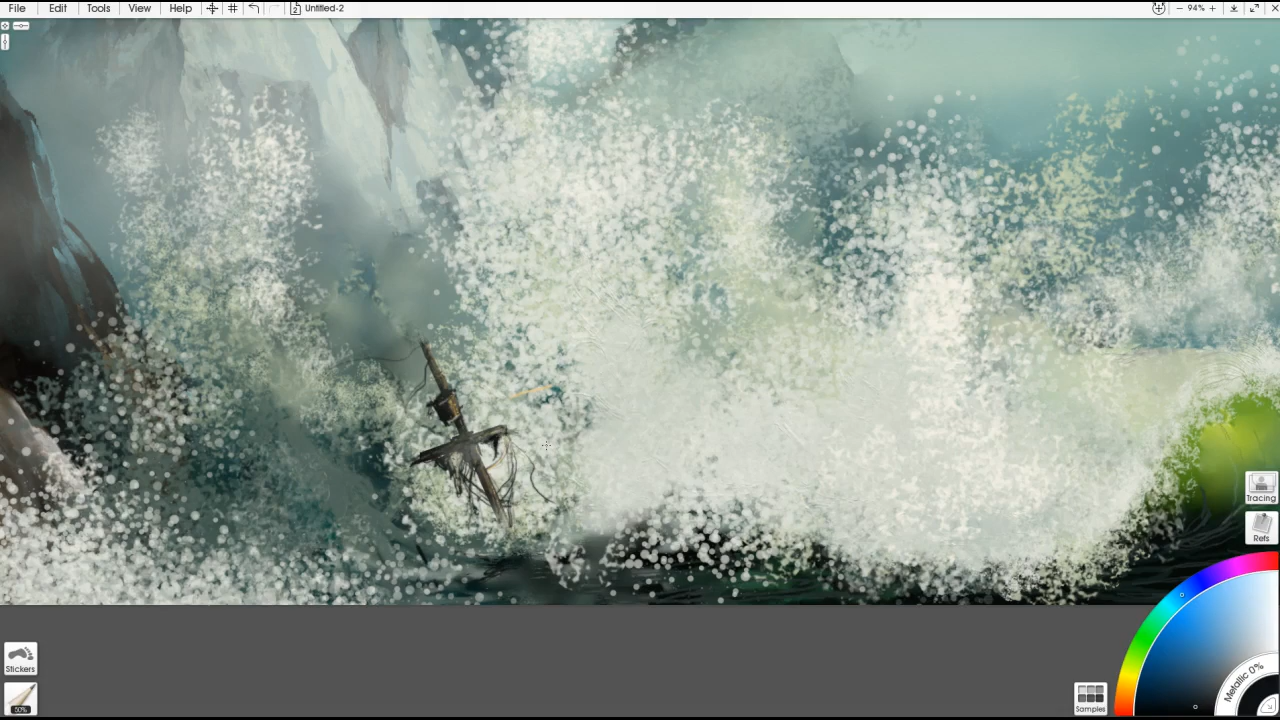 File Edit Tools View Help Untitled-2 94%
Tracing
Refs
Stickers
50%
Samples
Metallic 0%